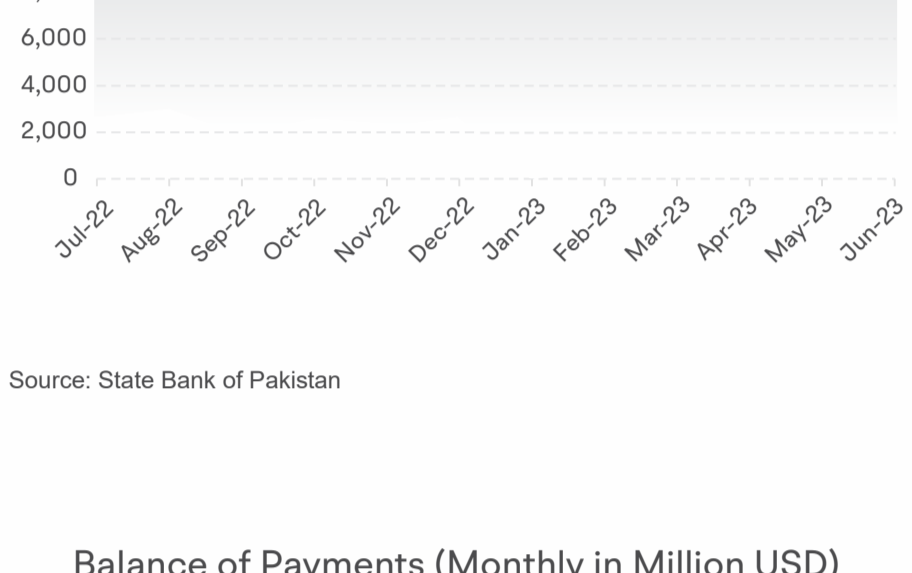 6,000
4,000
2,000
0
Jul-22 Aug-22 Sep-22 Oct-22 Nov-22 Dec-22 Jan-23 Feb-23 Mar-23 Apr-23 May-23 Jun-23
Source: State Bank of Pakistan
Balance of Payments (Monthly in Million USD)